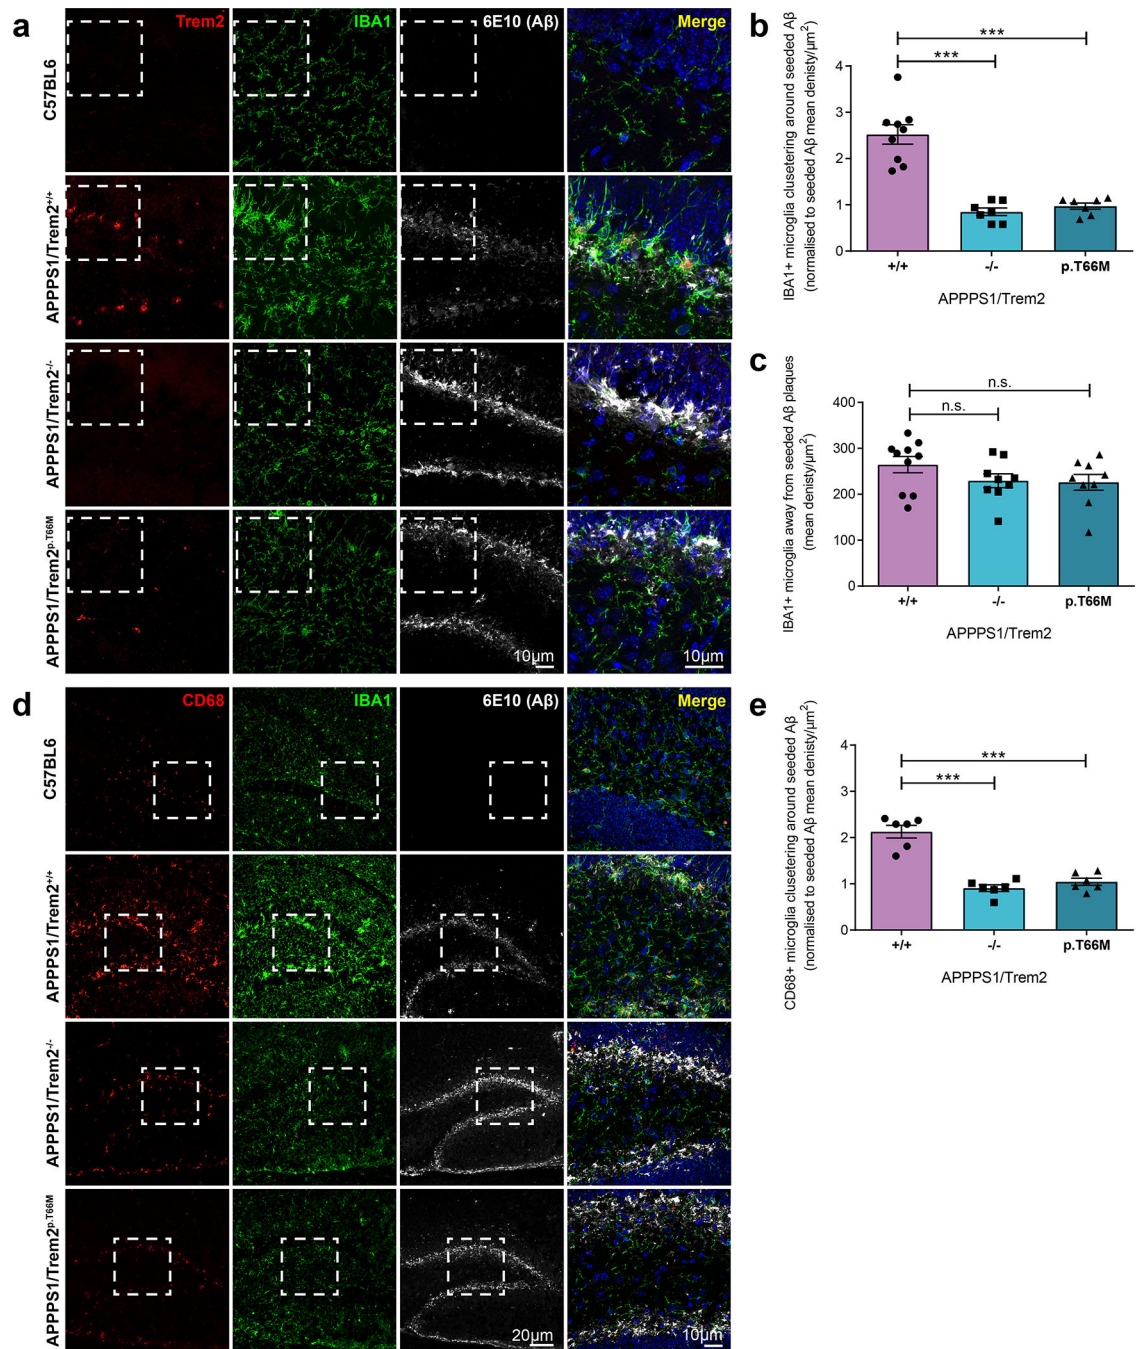 a
Trem2
IBA1
6E10 (Aβ)
Merge
C57BL6
APPPS1/Trem2+/+
APPPS1/Trem2-/-
APPPS1/Trem2p.T66M
10µm
10µm
b
IBA1+ microglia clusetering around seeded Aβ
(normalised to seeded Aβ mean denisty/µm²)
***
***
4
3
2
1
0
+/+
-/-
p.T66M
APPPS1/Trem2
c
IBA1+ microglia away from seeded Aβ plaques
(mean denisty/µm²)
n.s.
n.s.
400
300
200
100
0
+/+
-/-
p.T66M
APPPS1/Trem2
d
CD68
IBA1
6E10 (Aβ)
Merge
C57BL6
APPPS1/Trem2+/+
APPPS1/Trem2-/-
APPPS1/Trem2p.T66M
20µm
10µm
e
CD68+ microglia clusetering around seeded Aβ
(normalised to seeded Aβ mean denisty/µm²)
***
***
4
3
2
1
0
+/+
-/-
p.T66M
APPPS1/Trem2